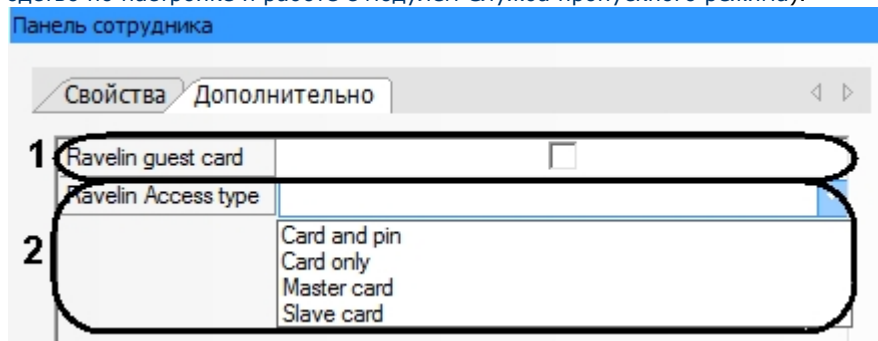 Панель сотрудника
Свойства Дополнительно
1 Ravelin guest card
Ravelin Access type
2
Card and pin
Card only
Master card
Slave card